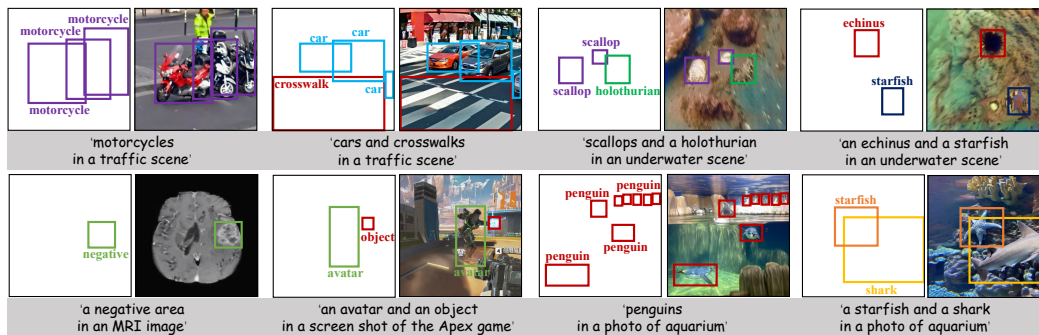 motorcycle
motorcycle
motorcycle
'motorcycles
in a traffic scene'
car
car
crosswalk
car
'cars and crosswalks
in a traffic scene'
scallop
scallop
holothurian
'scallops and a holothurian
in an underwater scene'
echinus
starfish
'an echinus and a starfish
in an underwater scene'
negative
'a negative area
in an MRI image'
object
avatar
avatar
'an avatar and an object
in a screen shot of the Apex game'
penguin
penguin
penguin
penguin
'penguins
in a photo of aquarium'
starfish
shark
'a starfish and a shark
in a photo of aquarium'